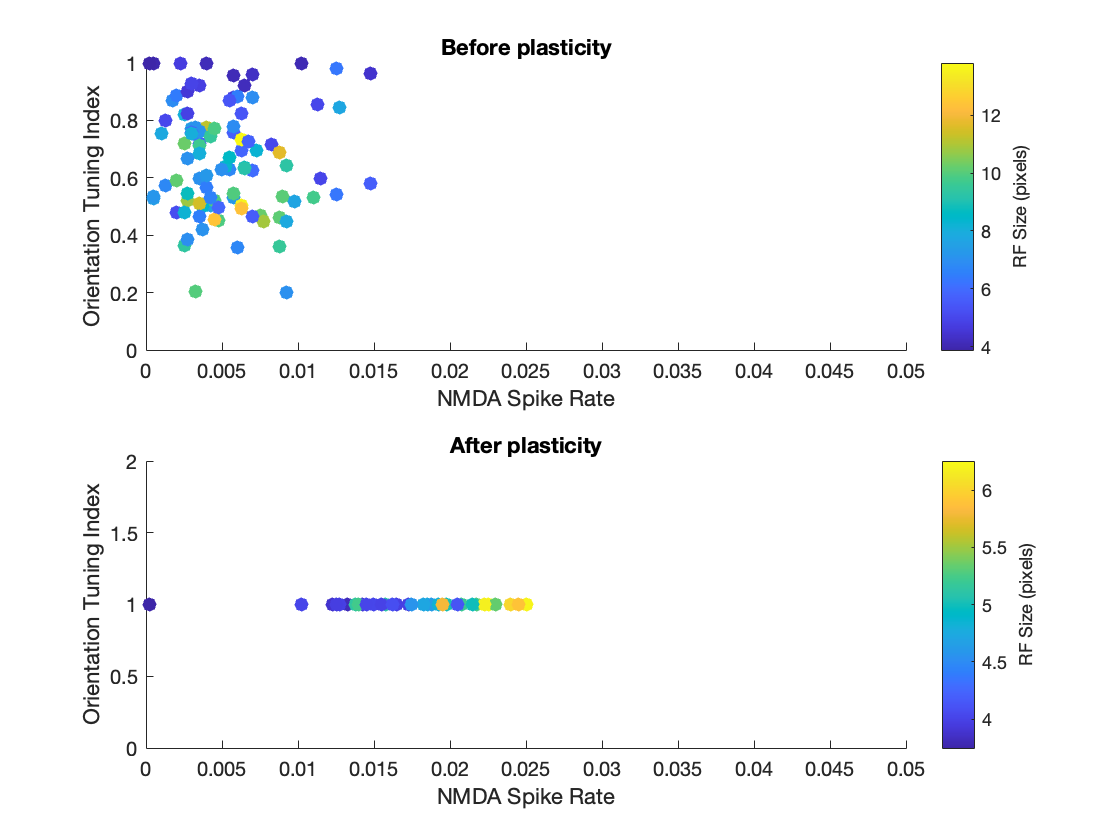 Before plasticity
1
0.8
0.6
0.4
0.2
0
Orientation Tuning Index
0 0.005 0.01 0.015 0.02 0.025 0.03 0.035 0.04 0.045 0.05
NMDA Spike Rate
12
10
8
6
4
RF Size (pixels)
After plasticity
2
1.5
1
0.5
0
Orientation Tuning Index
0 0.005 0.01 0.015 0.02 0.025 0.03 0.035 0.04 0.045 0.05
NMDA Spike Rate
6
5.5
5
4.5
4
RF Size (pixels)